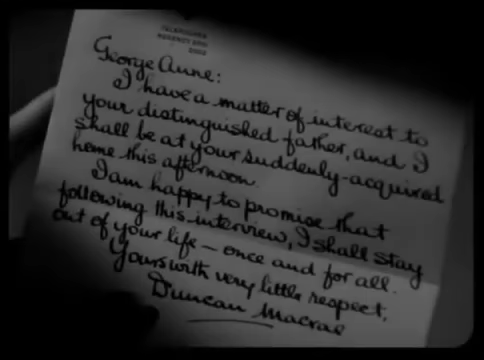 TELEPHONE
REGENCY
George Anne:
I have a matter of interest to
your distinguished father, and I
shall be at your suddenly-acquired
home this afternoon.
I am happy to promise that
following this interview, I shall stay
out of your life — once and for all.
Yours with very little respect,
Duncan Macrae